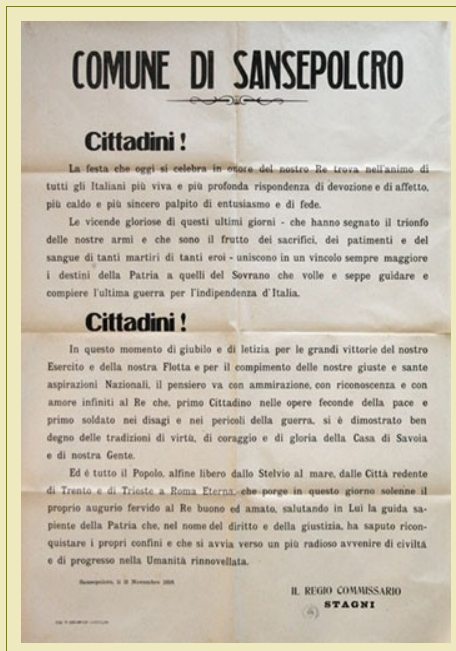 COMUNE DI SANSEPOLCRO
Cittadini !
La festa che oggi si celebra in onore del nostro Re trova nell'animo di
tutti gli Italiani più viva e più profonda rispondenza di devozione e di affetto,
più caldo e più sincero palpito di entusiasmo e di fede.
Le vicende gloriose di questi ultimi giorni - che hanno segnato il trionfo
delle nostre armi e che sono il frutto dei sacrifici, dei patimenti e del
sangue di tanti martiri di tanti eroi - uniscono in un vincolo sempre maggiore
i destini della Patria a quelli del Sovrano che volle e seppe guidare e
compiere l'ultima guerra per l'indipendenza d'Italia.
Cittadini !
In questo momento di giubilo e di letizia per le grandi vittorie del nostro
Esercito e della nostra Flotta e per il compimento delle nostre giuste e sante
aspirazioni Nazionali, il pensiero va con ammirazione, con riconoscenza e con
amore infiniti al Re che, primo Cittadino nelle opere feconde della pace e
primo soldato nei disagi e nei pericoli della guerra, si è dimostrato ben
degno delle tradizioni di virtù, di coraggio e di gloria della Casa di Savoia
e di nostra Gente.
Ed è tutto il Popolo, alfine libero dallo Stelvio al mare, dalle Città redente
di Trento e di Trieste a Roma Eterna, che porge in questo giorno solenne il
proprio augurio fervido al Re buono ed amato, salutando in Lui la guida sa-
piente della Patria che, nel nome del diritto e della giustizia, ha saputo ricon-
quistare i propri confini e che si avvia verso un più radioso avvenire di civiltà
e di progresso nella Umanità rinnovellata.
Sansepolcro, li 11 Novembre 1918.
IL REGIO COMMISSARIO
STAGNI